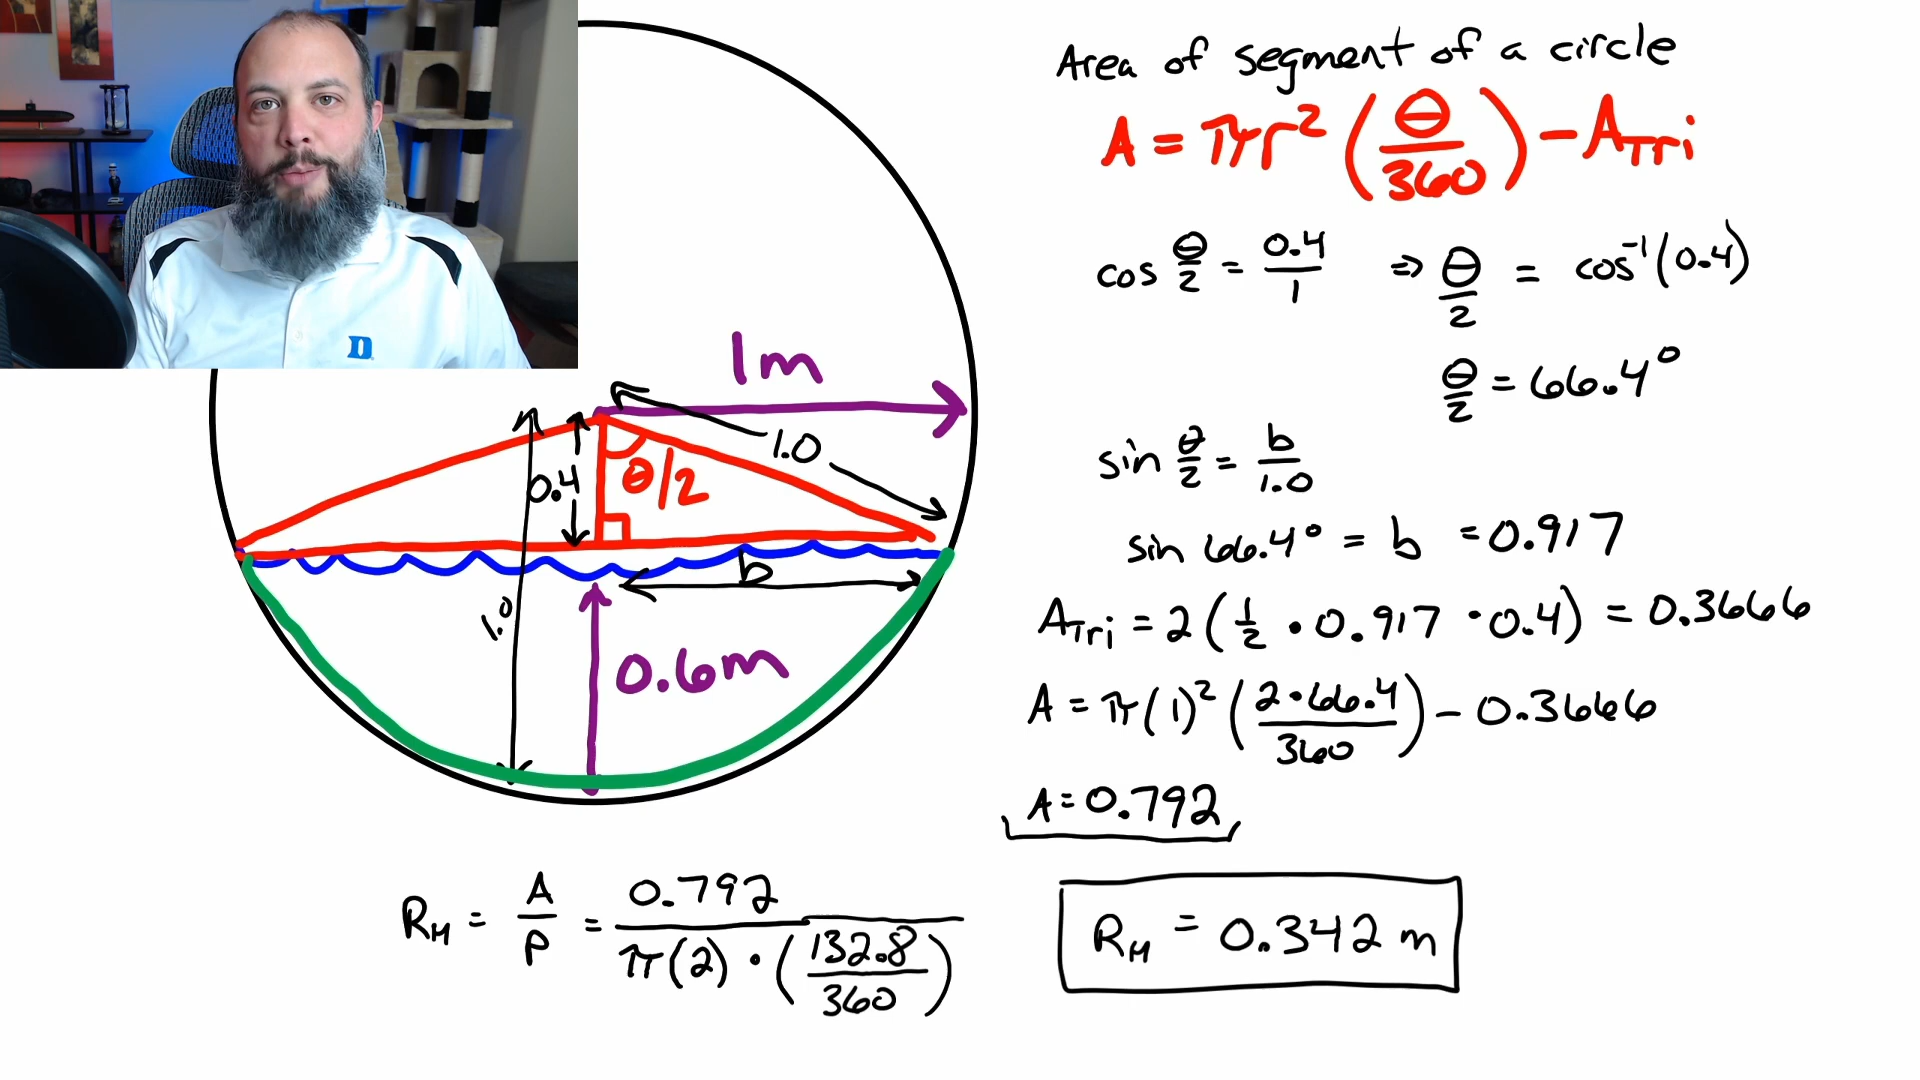 Area of segment of a circle
A = πr² (θ/360) - A_Tri
cos θ/2 = 0.4/1 ⇒ θ/2 = cos⁻¹(0.4)
θ/2 = 66.4°
sin θ/2 = b/1.0
sin 66.4° = b = 0.917
A_Tri = 2(1/2 · 0.917 · 0.4) = 0.3666
A = π(1)² (2·66.4/360) - 0.3666
A = 0.792
1m
1.0
0.4
θ/2
b
1.0
0.6m
D
R_H = A/P = 0.792/(π(2)·(132.8/360))
R_H = 0.342 m